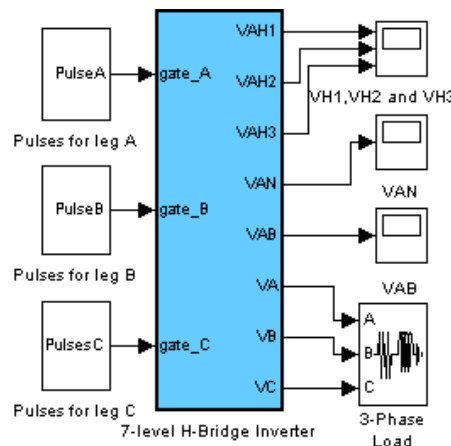 PulseA
Pulses for leg A
PulseB
Pulses for leg B
PulsesC
Pulses for leg C
gate_A
gate_B
gate_C
VAH1
VAH2
VAH3
VAN
VAB
VA
VB
VC
7-level H-Bridge Inverter
VH1,VH2 and VH3
VAN
VAB
A
B
C
3-Phase
Load